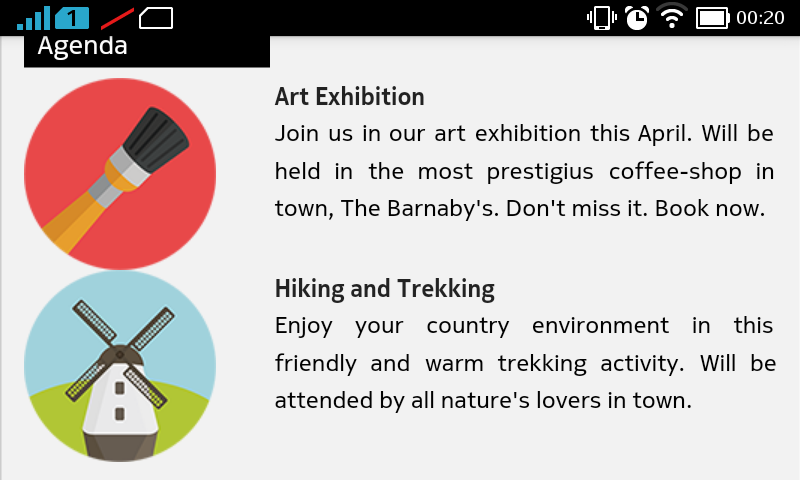 1
00:20
Agenda
Art Exhibition
Join us in our art exhibition this April. Will be
held in the most prestigius coffee-shop in
town, The Barnaby's. Don't miss it. Book now.
Hiking and Trekking
Enjoy your country environment in this
friendly and warm trekking activity. Will be
attended by all nature's lovers in town.